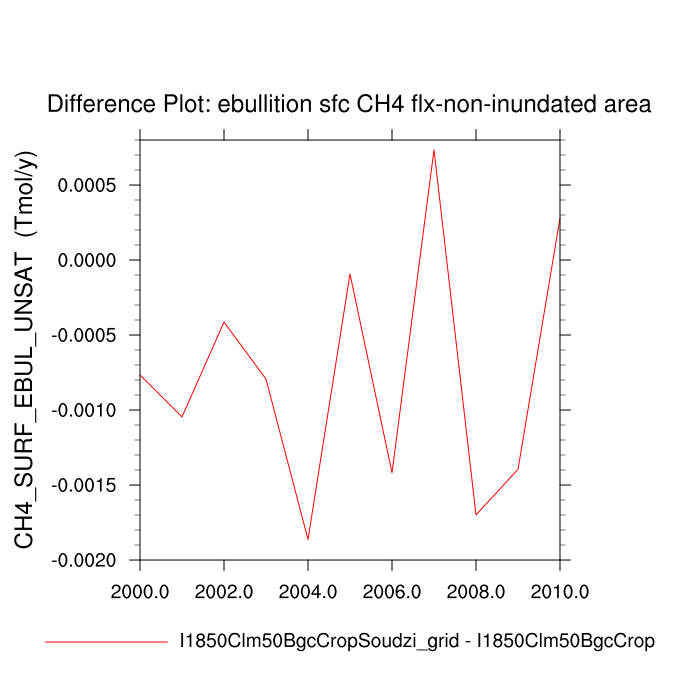 Difference Plot: ebullition sfc CH4 flx-non-inundated area
CH4_SURF_EBUL_UNSAT (Tmol/y)
0.0005
0.0000
-0.0005
-0.0010
-0.0015
-0.0020
2000.0 2002.0 2004.0 2006.0 2008.0 2010.0
I1850Clm50BgcCropSoudzi_grid - I1850Clm50BgcCrop